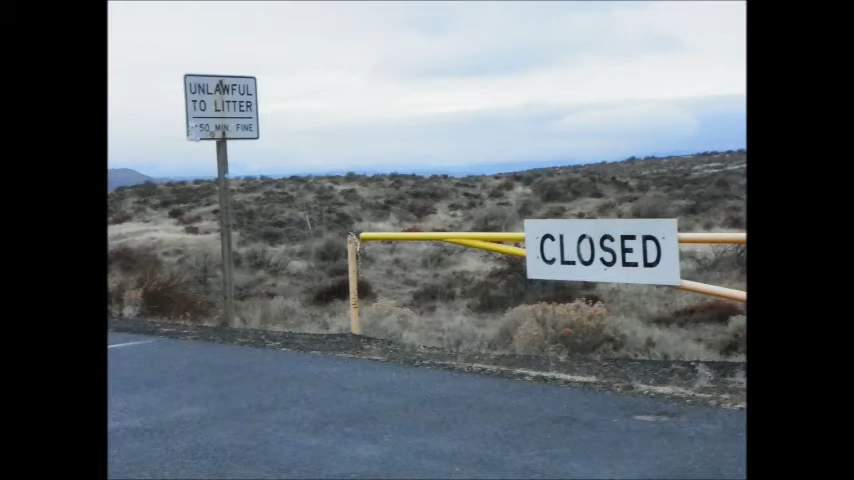 UNLAWFUL
TO LITTER
50 MIN. FINE
CLOSED